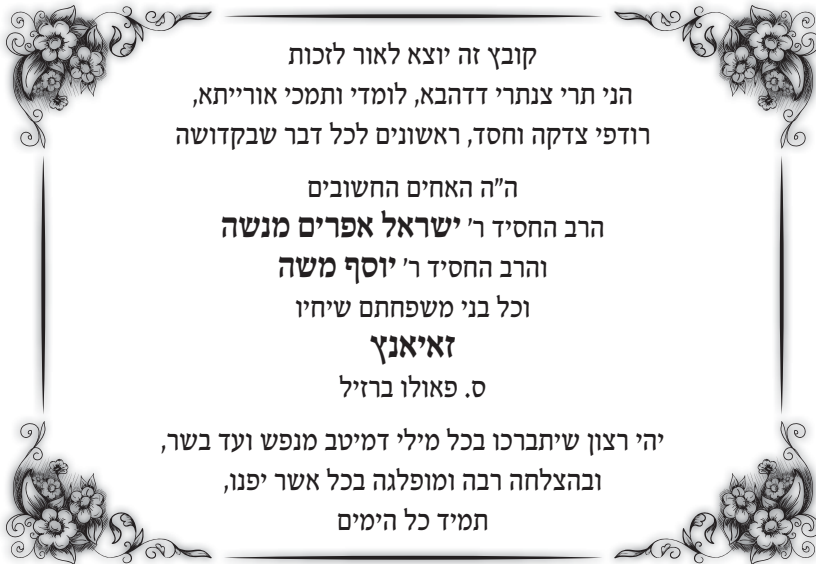 קובץ זה יוצא לאור לזכות
הני תרי צנתרי דדהבא, לומדי ותמכי אורייתא,
רודפי צדקה וחסד, ראשונים לכל דבר שבקדושה
ה"ה האחים החשובים
הרב החסיד ר' ישראל אפרים מנשה
והרב החסיד ר' יוסף משה
וכל בני משפחתם שיחיו
זאיאנץ
ס. פאולו ברזיל
יהי רצון שיתברכו בכל מילי דמיטב מנפש ועד בשר,
ובהצלחה רבה ומופלגה בכל אשר יפנו,
תמיד כל הימים